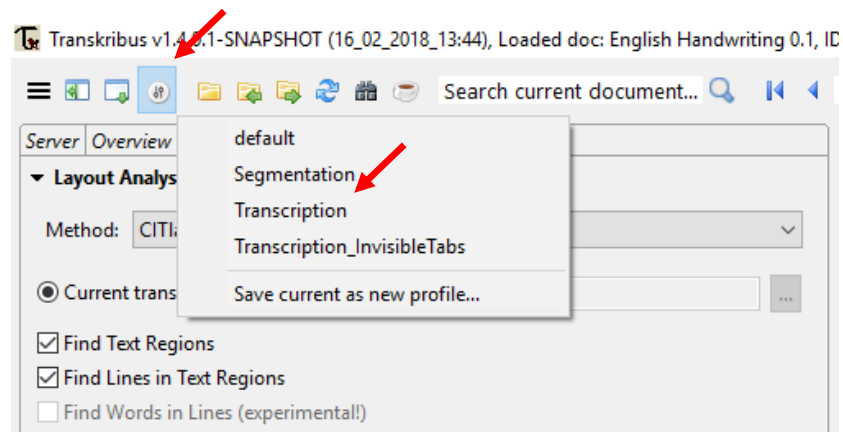 Transkribus v1.4.0.1-SNAPSHOT (16_02_2018_13:44), Loaded doc: English Handwriting 0.1, ID
Search current document...
Server Overview
default
Layout Analys
Segmentation
Transcription
Method: CITla
Transcription_InvisibleTabs
Current trans
Save current as new profile...
...
Find Text Regions
Find Lines in Text Regions
Find Words in Lines (experimental!)